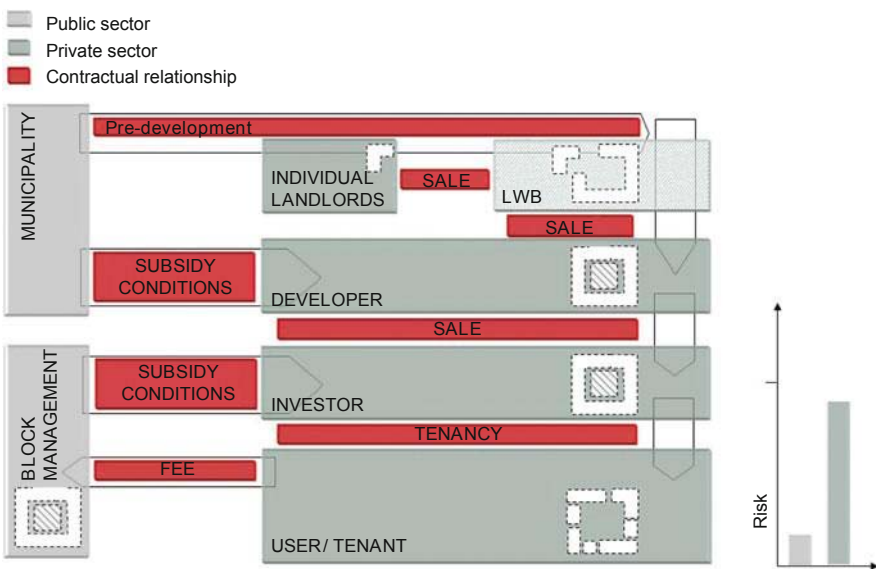 Public sector
Private sector
Contractual relationship
MUNICIPALITY
Pre-development
INDIVIDUAL
LANDLORDS
SALE
LWB
SALE
SUBSIDY
CONDITIONS
DEVELOPER
SALE
BLOCK
MANAGEMENT
SUBSIDY
CONDITIONS
INVESTOR
TENANCY
FEE
USER/ TENANT
Risk